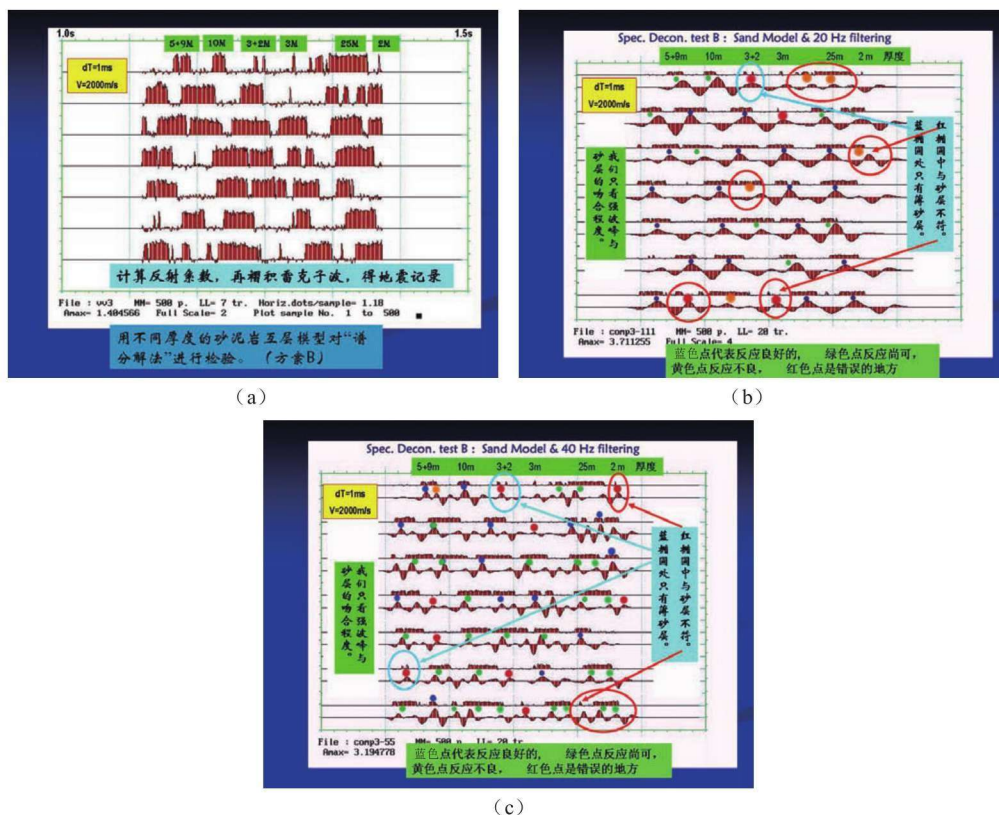 1.0s
1.5s
5+9M 10M 3+2M 3M 25M 2M
dT=1ms
V=2000m/s
计算反射系数，再褶积雷克子波，得地震记录
File : vv3 MM= 500 p. LL= 7 tr. Horiz.dots/sample= 1.18
Amax= 1.404566 Full Scale= 2 Plot sample No. 1 to 500
用不同厚度的砂泥岩互层模型对“谱
分解法”进行检验。（方案B）
(a)
Spec. Decon. test B : Sand Model & 20 Hz filtering
5+9m 10m 3+2 3m 25m 2m 厚度
dT=1ms
V=2000m/s
我们只看强波峰与
砂层的吻合程度。
红椭圆中与砂层不符。
蓝椭圆处只有薄砂层。
File : comp3-111 MM= 500 p. LL= 20 tr.
Amax= 3.711255 Full Scale= 4
蓝色点代表反应良好的， 绿色点反应尚可，
黄色点反应不良， 红色点是错误的地方
(b)
Spec. Decon. test B : Sand Model & 40 Hz filtering
5+9m 10m 3+2 3m 25m 2m 厚度
dT=1ms
V=2000m/s
我们只看强波峰与
砂层的吻合程度。
红椭圆中与砂层不符。
蓝椭圆处只有薄砂层。
File : comp3-55 MM= 500 p. LL= 20 tr.
Amax= 3.194778
蓝色点代表反应良好的， 绿色点反应尚可，
黄色点反应不良， 红色点是错误的地方
(c)